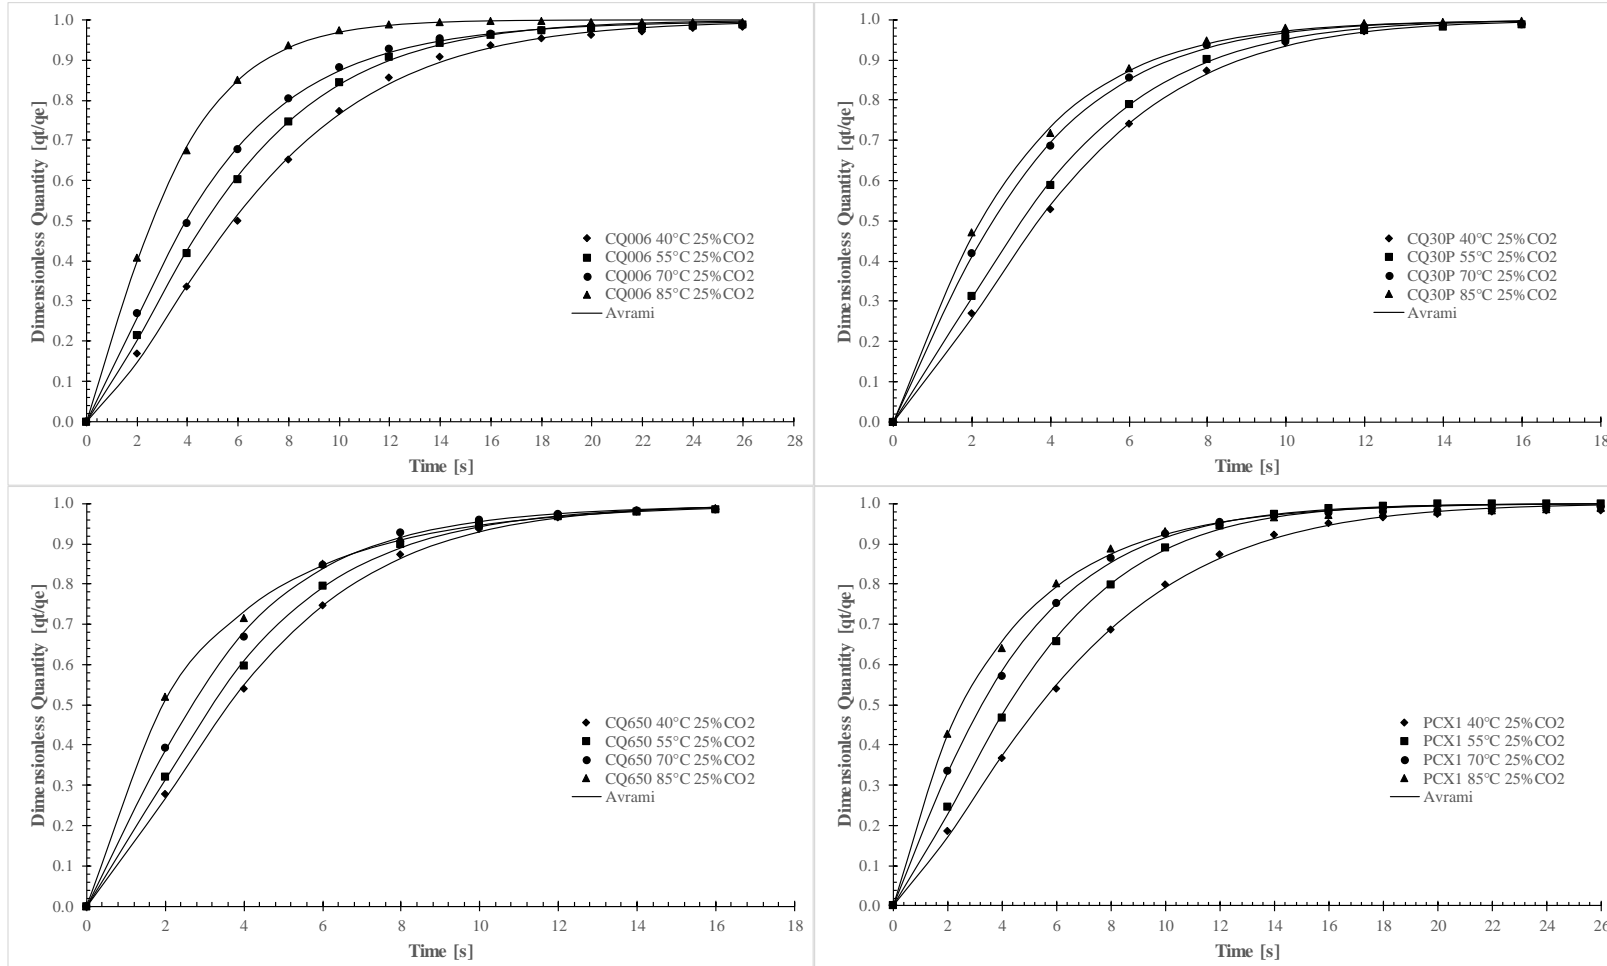 Dimensionless Quantity [qt/qe]
1.0
0.9
0.8
0.7
0.6
0.5
0.4
0.3
0.2
0.1
0.0
CQ006 40°C 25%CO2
CQ006 55°C 25%CO2
CQ006 70°C 25%CO2
CQ006 85°C 25%CO2
Avrami
0 2 4 6 8 10 12 14 16 18 20 22 24 26 28
Time [s]
Dimensionless Quantity [qt/qe]
1.0
0.9
0.8
0.7
0.6
0.5
0.4
0.3
0.2
0.1
0.0
CQ30P 40°C 25%CO2
CQ30P 55°C 25%CO2
CQ30P 70°C 25%CO2
CQ30P 85°C 25%CO2
Avrami
0 2 4 6 8 10 12 14 16 18
Time [s]
Dimensionless Quantity [qt/qe]
1.0
0.9
0.8
0.7
0.6
0.5
0.4
0.3
0.2
0.1
0.0
CQ650 40°C 25%CO2
CQ650 55°C 25%CO2
CQ650 70°C 25%CO2
CQ650 85°C 25%CO2
Avrami
0 2 4 6 8 10 12 14 16 18
Time [s]
Dimensionless Quantity [qt/qe]
1.0
0.9
0.8
0.7
0.6
0.5
0.4
0.3
0.2
0.1
0.0
PCX1 40°C 25%CO2
PCX1 55°C 25%CO2
PCX1 70°C 25%CO2
PCX1 85°C 25%CO2
Avrami
0 2 4 6 8 10 12 14 16 18 20 22 24 26
Time [s]